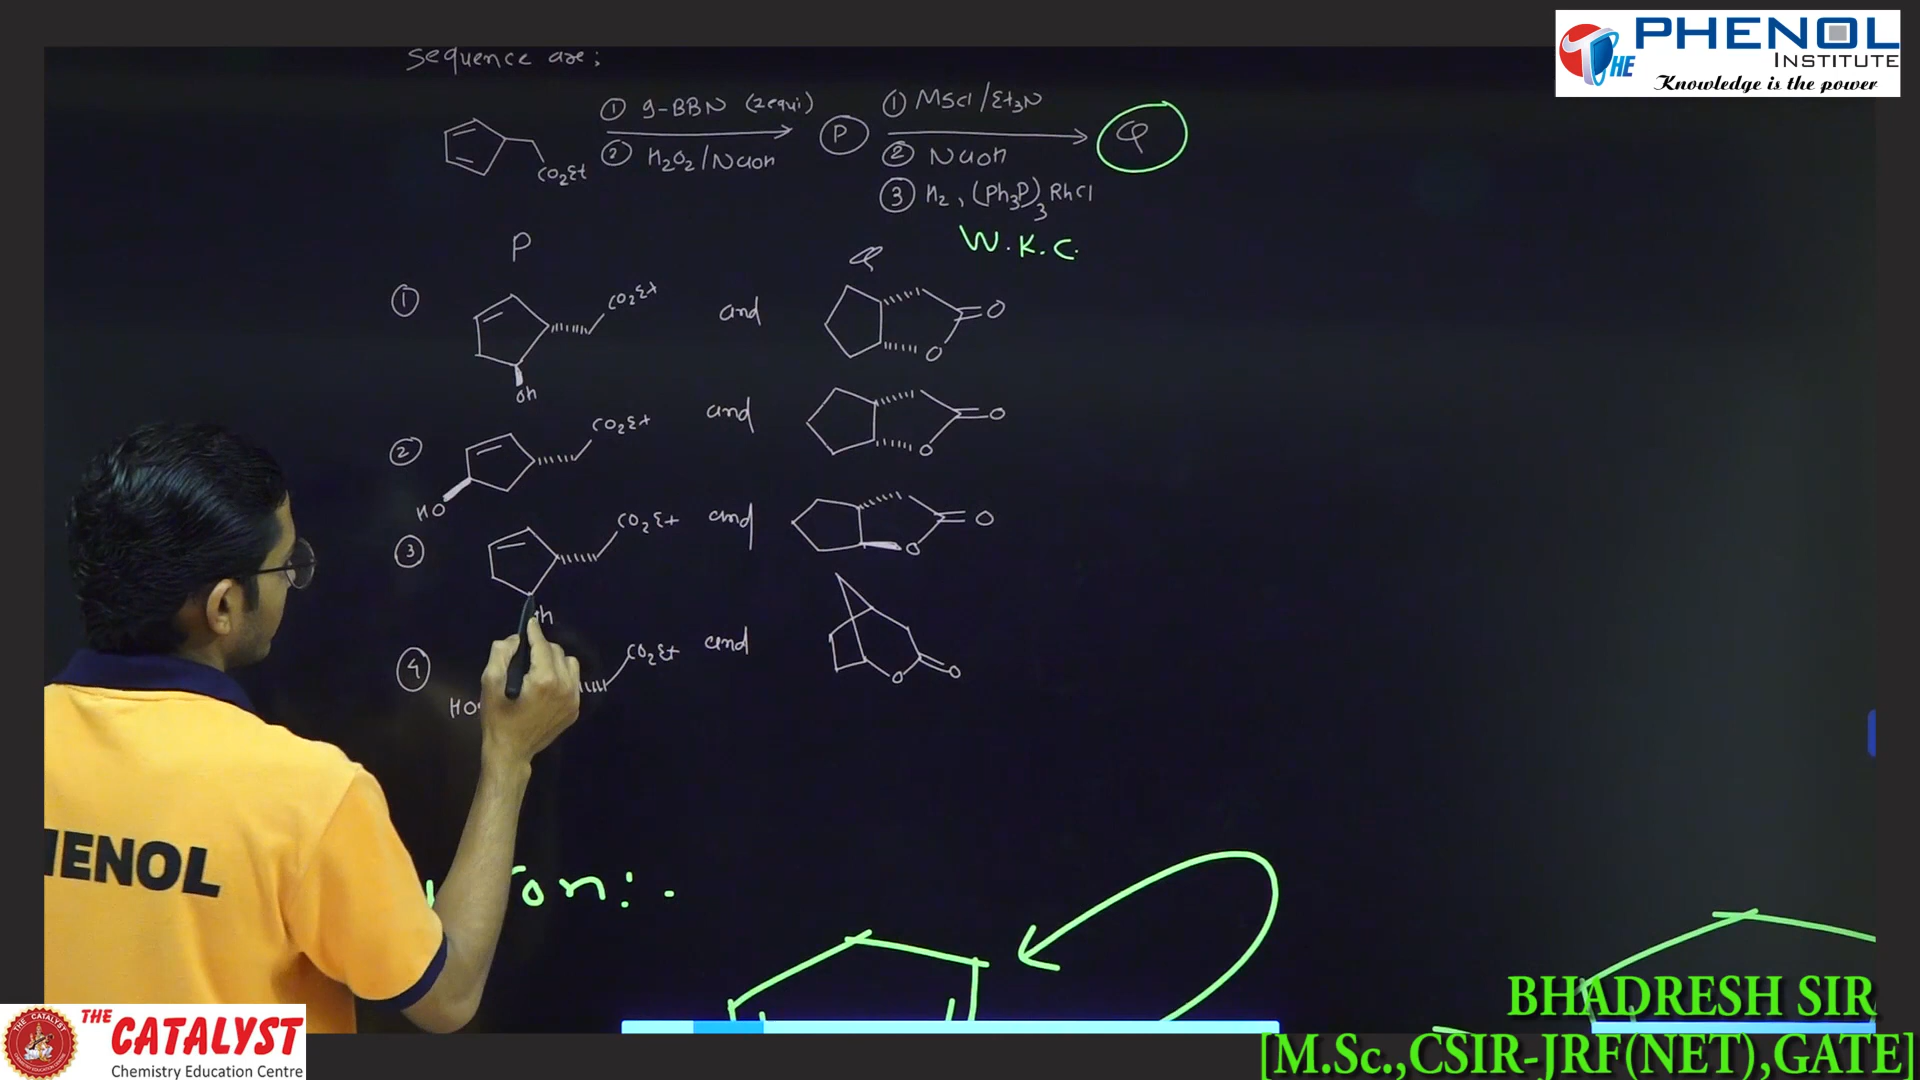 THE
PHENOL
INSTITUTE
Knowledge is the power
sequence are;
① 9-BBN (2equi)
② H2O2/NaOH
CO2Et
P
① MSCl/Et3N
② NaOH
③ H2, (Ph3P)3RhCl
W.K.C.
Q
P
Q
① CO2Et OH and O O
② CO2Et HO and O O
③ CO2Et and O O
④ CO2Et HO and O O
on:-
HENOL
THE
CATALYST
Chemistry Education Centre
BHADRESH SIR
[M.Sc.,CSIR-JRF(NET),GATE]